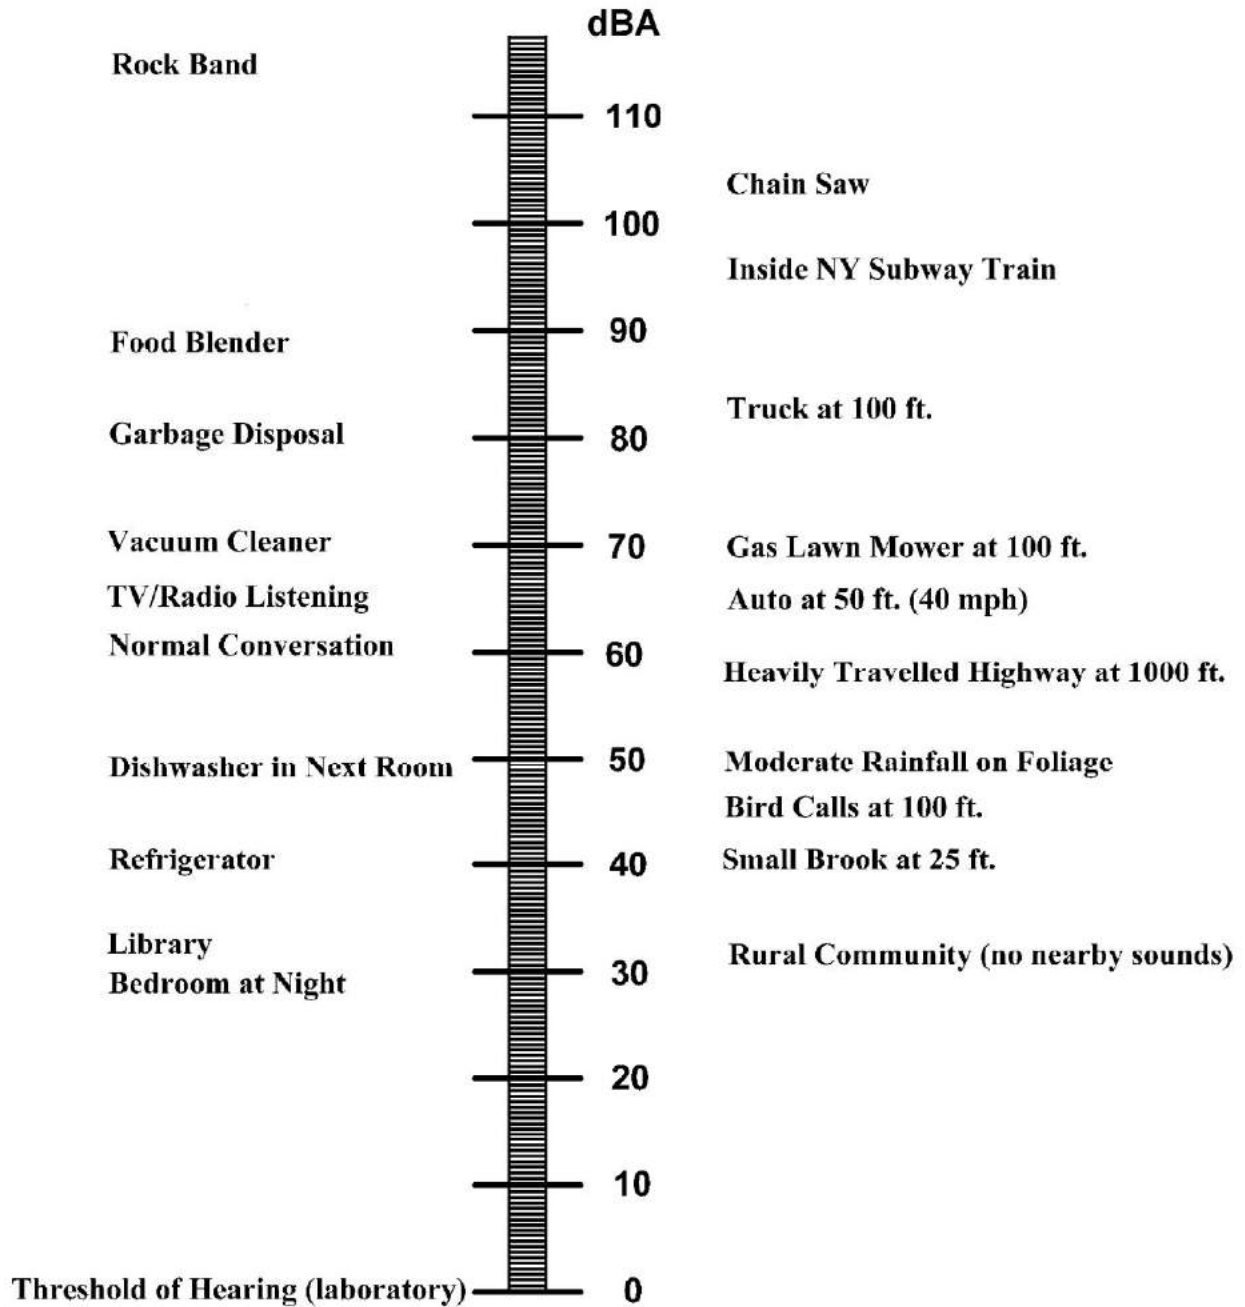 dBA
Rock Band
110
Chain Saw
100
Inside NY Subway Train
90
Food Blender
Truck at 100 ft.
Garbage Disposal
80
Vacuum Cleaner
70
Gas Lawn Mower at 100 ft.
TV/Radio Listening
Auto at 50 ft. (40 mph)
Normal Conversation
60
Heavily Travelled Highway at 1000 ft.
Dishwasher in Next Room
50
Moderate Rainfall on Foliage
Bird Calls at 100 ft.
Refrigerator
40
Small Brook at 25 ft.
Library
Rural Community (no nearby sounds)
30
Bedroom at Night
20
10
Threshold of Hearing (laboratory)
0